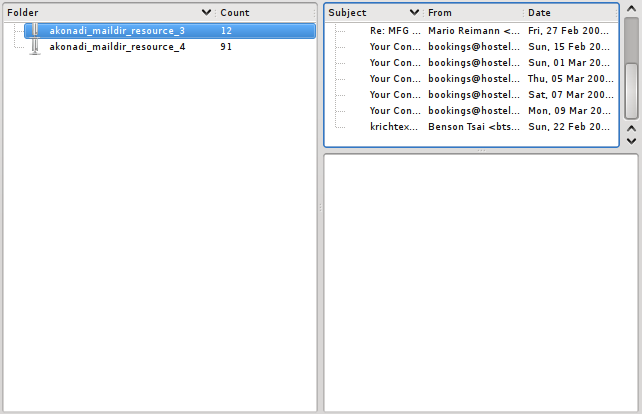 Folder Count
akonadi_maildir_resource_3 12
akonadi_maildir_resource_4 91
Subject From Date
Re: MFG ... Mario Reimann <... Fri, 27 Feb 200...
Your Con... bookings@hostel... Sun, 15 Feb 20...
Your Con... bookings@hostel... Sun, 01 Mar 20...
Your Con... bookings@hostel... Thu, 05 Mar 200...
Your Con... bookings@hostel... Sat, 07 Mar 200...
Your Con... bookings@hostel... Mon, 09 Mar 20...
krichtex... Benson Tsai <bts... Sun, 22 Feb 20...